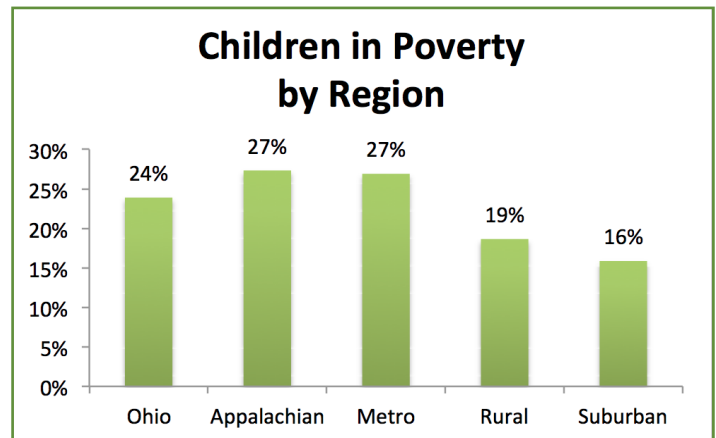 Children in Poverty
by Region
30%
25%
20%
15%
10%
5%
0%
24%
27%
27%
19%
16%
Ohio
Appalachian
Metro
Rural
Suburban